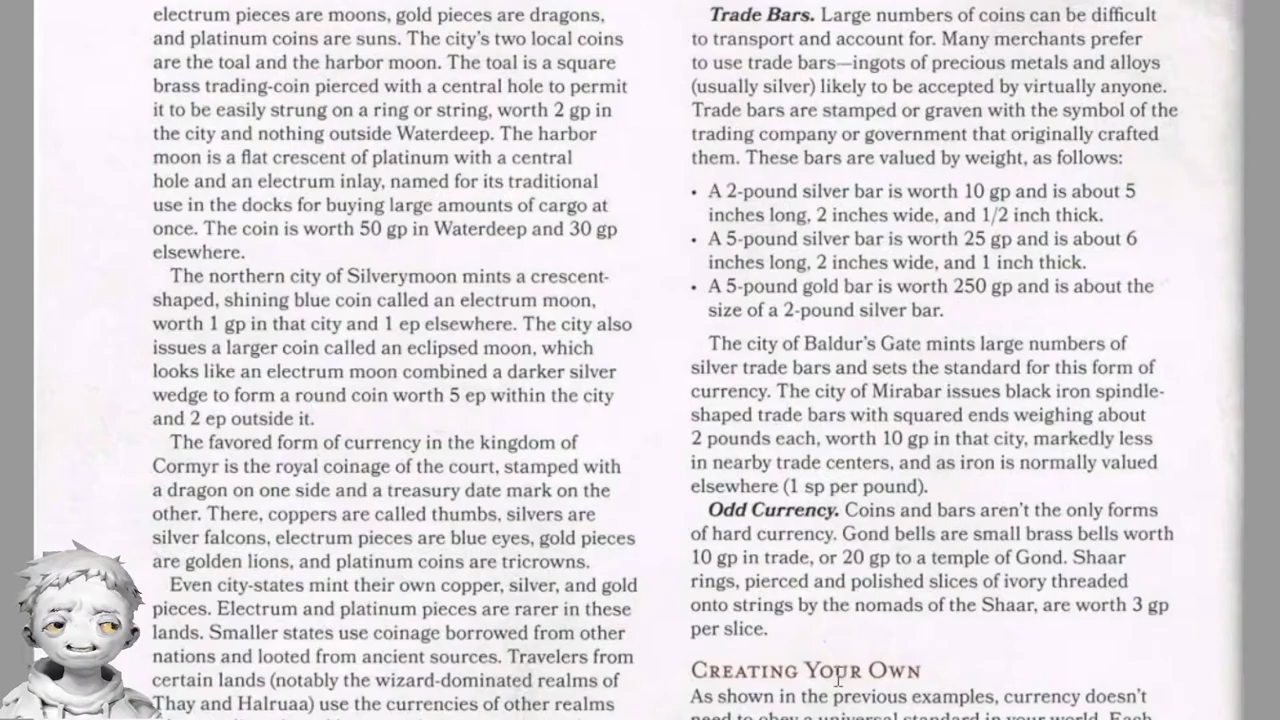 electrum pieces are moons, gold pieces are dragons,
and platinum coins are suns. The city's two local coins
are the toal and the harbor moon. The toal is a square
brass trading-coin pierced with a central hole to permit
it to be easily strung on a ring or string, worth 2 gp in
the city and nothing outside Waterdeep. The harbor
moon is a flat crescent of platinum with a central
hole and an electrum inlay, named for its traditional
use in the docks for buying large amounts of cargo at
once. The coin is worth 50 gp in Waterdeep and 30 gp
elsewhere.
The northern city of Silverymoon mints a crescent-
shaped, shining blue coin called an electrum moon,
worth 1 gp in that city and 1 ep elsewhere. The city also
issues a larger coin called an eclipsed moon, which
looks like an electrum moon combined a darker silver
wedge to form a round coin worth 5 ep within the city
and 2 ep outside it.
The favored form of currency in the kingdom of
Cormyr is the royal coinage of the court, stamped with
a dragon on one side and a treasury date mark on the
other. There, coppers are called thumbs, silvers are
silver falcons, electrum pieces are blue eyes, gold pieces
are golden lions, and platinum coins are tricrowns.
Even city-states mint their own copper, silver, and gold
pieces. Electrum and platinum pieces are rarer in these
lands. Smaller states use coinage borrowed from other
nations and looted from ancient sources. Travelers from
certain lands (notably the wizard-dominated realms of
Thay and Halruaa) use the currencies of other realms
Trade Bars. Large numbers of coins can be difficult
to transport and account for. Many merchants prefer
to use trade bars—ingots of precious metals and alloys
(usually silver) likely to be accepted by virtually anyone.
Trade bars are stamped or graven with the symbol of the
trading company or government that originally crafted
them. These bars are valued by weight, as follows:
• A 2-pound silver bar is worth 10 gp and is about 5
inches long, 2 inches wide, and 1/2 inch thick.
• A 5-pound silver bar is worth 25 gp and is about 6
inches long, 2 inches wide, and 1 inch thick.
• A 5-pound gold bar is worth 250 gp and is about the
size of a 2-pound silver bar.
The city of Baldur's Gate mints large numbers of
silver trade bars and sets the standard for this form of
currency. The city of Mirabar issues black iron spindle-
shaped trade bars with squared ends weighing about
2 pounds each, worth 10 gp in that city, markedly less
in nearby trade centers, and as iron is normally valued
elsewhere (1 sp per pound).
Odd Currency. Coins and bars aren't the only forms
of hard currency. Gond bells are small brass bells worth
10 gp in trade, or 20 gp to a temple of Gond. Shaar
rings, pierced and polished slices of ivory threaded
onto strings by the nomads of the Shaar, are worth 3 gp
per slice.
CREATING YOUR OWN
As shown in the previous examples, currency doesn't
need to obey a universal standard in your world. Each